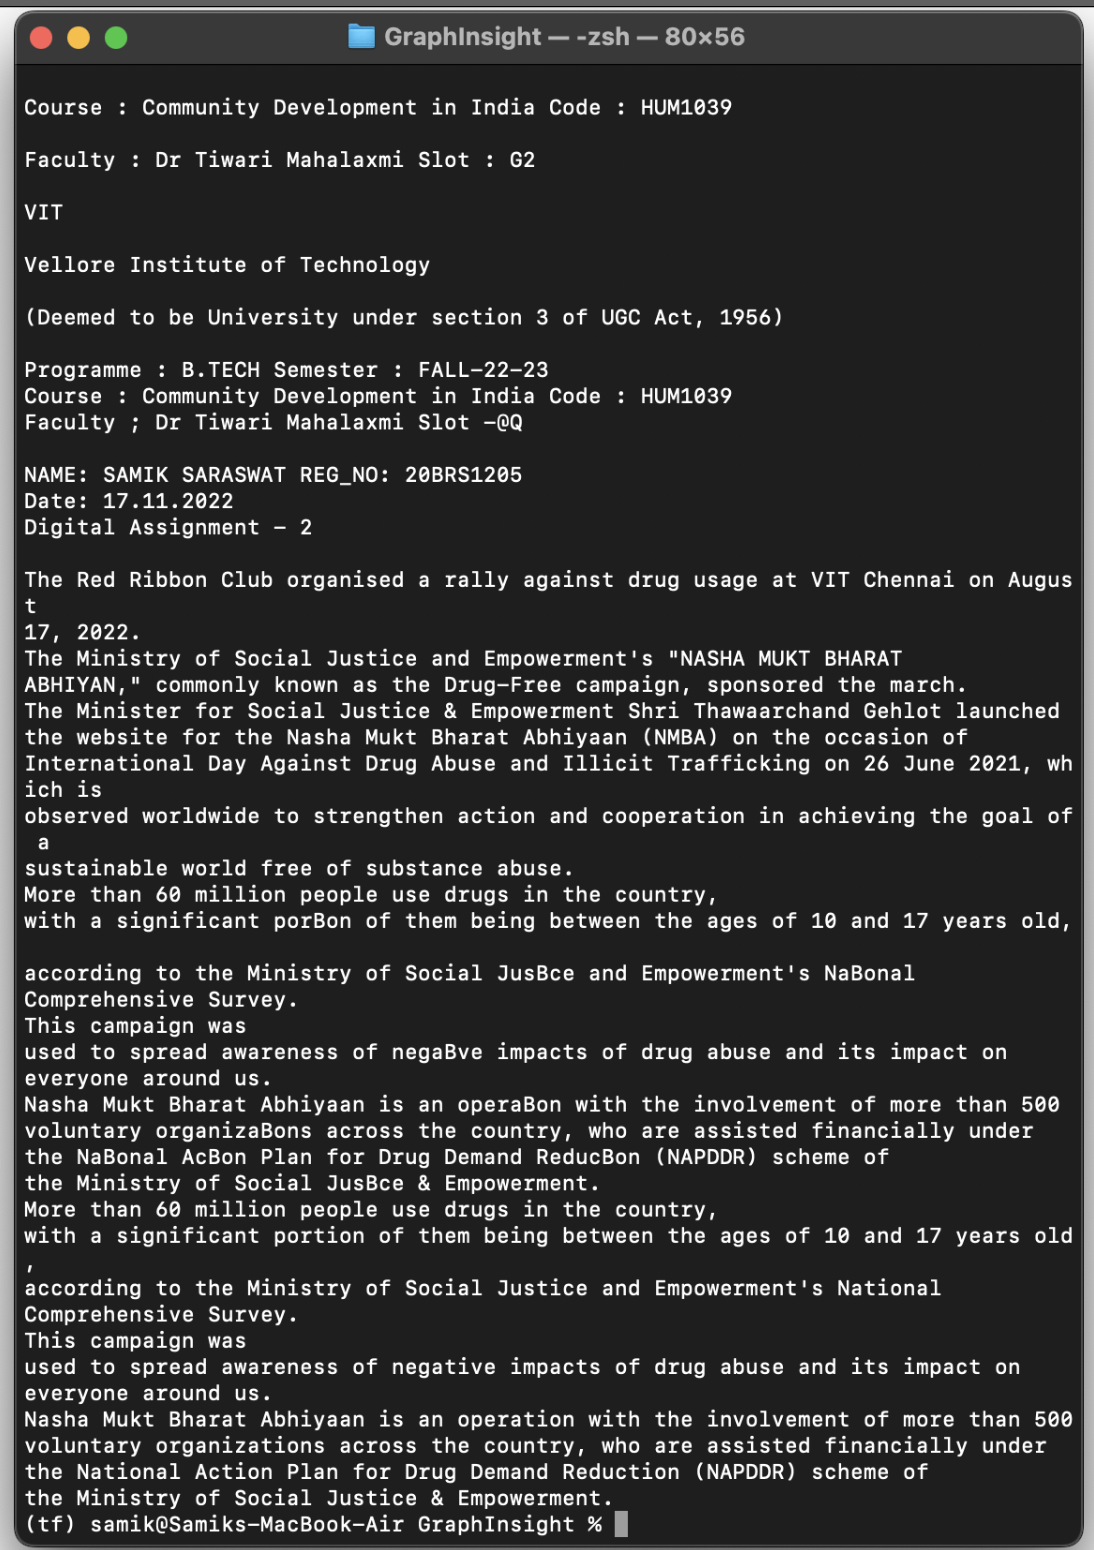 GraphInsight — -zsh — 80×56
Course : Community Development in India Code : HUM1039
Faculty : Dr Tiwari Mahalaxmi Slot : G2
VIT
Vellore Institute of Technology
(Deemed to be University under section 3 of UGC Act, 1956)
Programme : B.TECH Semester : FALL-22-23
Course : Community Development in India Code : HUM1039
Faculty ; Dr Tiwari Mahalaxmi Slot -@Q
NAME: SAMIK SARASWAT REG_NO: 20BRS1205
Date: 17.11.2022
Digital Assignment - 2
The Red Ribbon Club organised a rally against drug usage at VIT Chennai on Augus
t
17, 2022.
The Ministry of Social Justice and Empowerment's "NASHA MUKT BHARAT
ABHIYAN," commonly known as the Drug-Free campaign, sponsored the march.
The Minister for Social Justice & Empowerment Shri Thawaarchand Gehlot launched
the website for the Nasha Mukt Bharat Abhiyaan (NMBA) on the occasion of
International Day Against Drug Abuse and Illicit Trafficking on 26 June 2021, wh
ich is
observed worldwide to strengthen action and cooperation in achieving the goal of
 a
sustainable world free of substance abuse.
More than 60 million people use drugs in the country,
with a significant porBon of them being between the ages of 10 and 17 years old,
according to the Ministry of Social JusBce and Empowerment's NaBonal
Comprehensive Survey.
This campaign was
used to spread awareness of negaBve impacts of drug abuse and its impact on
everyone around us.
Nasha Mukt Bharat Abhiyaan is an operaBon with the involvement of more than 500
voluntary organizaBons across the country, who are assisted financially under
the NaBonal AcBon Plan for Drug Demand ReducBon (NAPDDR) scheme of
the Ministry of Social JusBce & Empowerment.
More than 60 million people use drugs in the country,
with a significant portion of them being between the ages of 10 and 17 years old
,
according to the Ministry of Social Justice and Empowerment's National
Comprehensive Survey.
This campaign was
used to spread awareness of negative impacts of drug abuse and its impact on
everyone around us.
Nasha Mukt Bharat Abhiyaan is an operation with the involvement of more than 500
voluntary organizations across the country, who are assisted financially under
the National Action Plan for Drug Demand Reduction (NAPDDR) scheme of
the Ministry of Social Justice & Empowerment.
(tf) samik@Samiks-MacBook-Air GraphInsight %